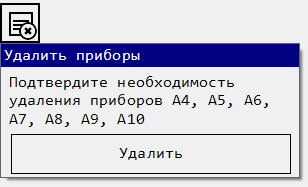 Удалить приборы
Подтвердите необходимость
удаления приборов А4, А5, А6,
А7, А8, А9, А10
Удалить